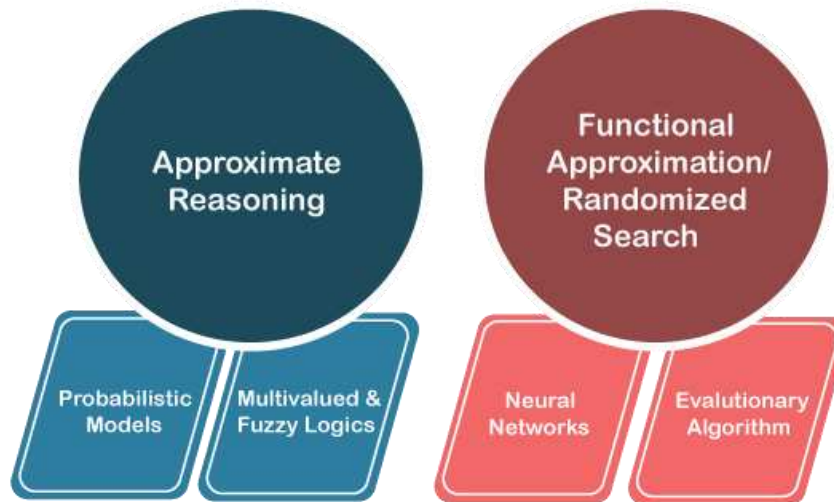 Approximate
Reasoning
Functional
Approximation/
Randomized
Search
Probabilistic
Models
Multivalued &
Fuzzy Logics
Neural
Networks
Evalutionary
Algorithm